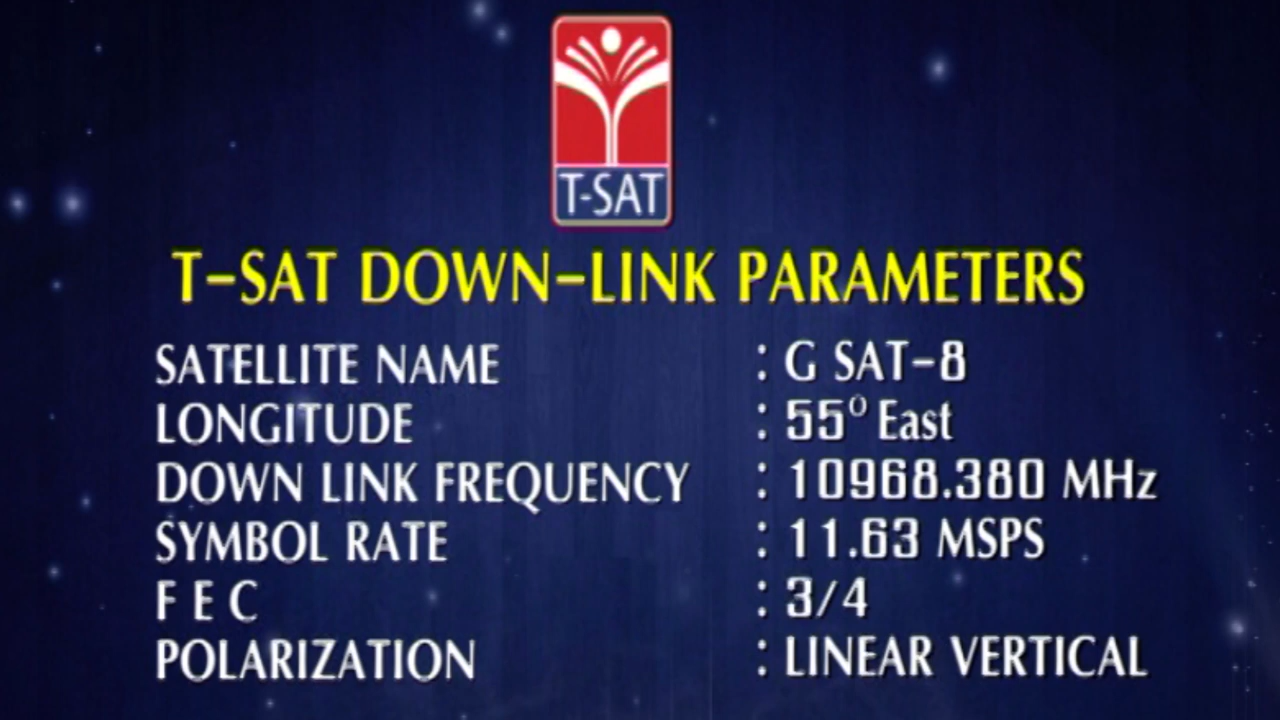 T-SAT
T-SAT DOWN-LINK PARAMETERS
SATELLITE NAME : G SAT-8
LONGITUDE : 55° East
DOWN LINK FREQUENCY : 10968.380 MHz
SYMBOL RATE : 11.63 MSPS
F E C : 3/4
POLARIZATION : LINEAR VERTICAL